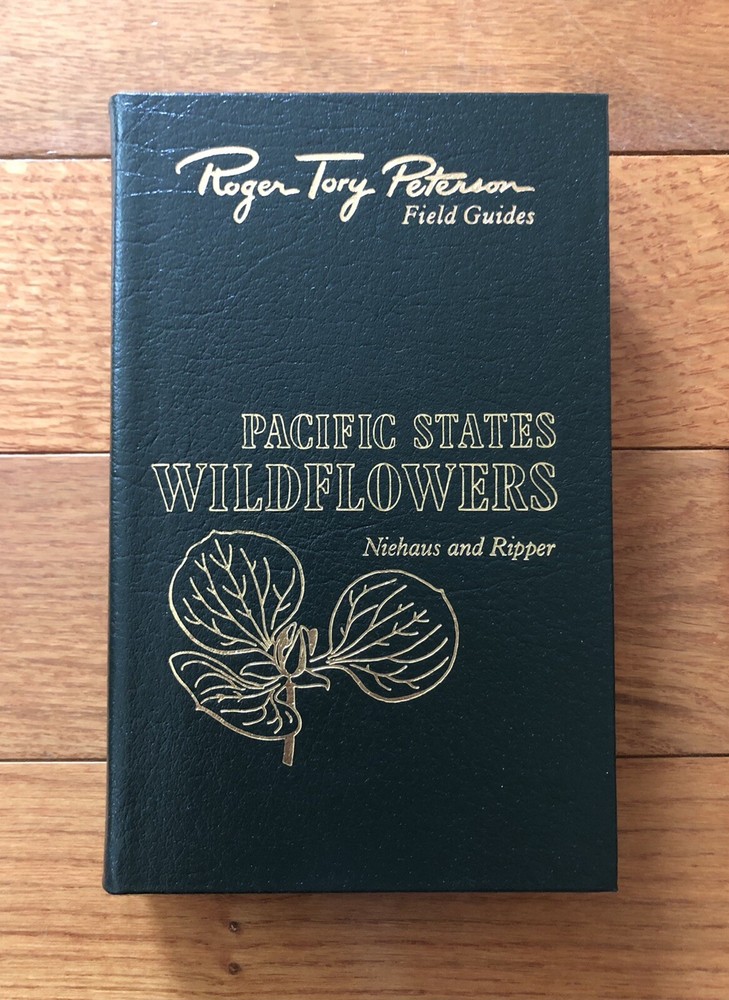 Roger Tory Peterson
Field Guides
PACIFIC STATES
WILDFLOWERS
Niehaus and Ripper